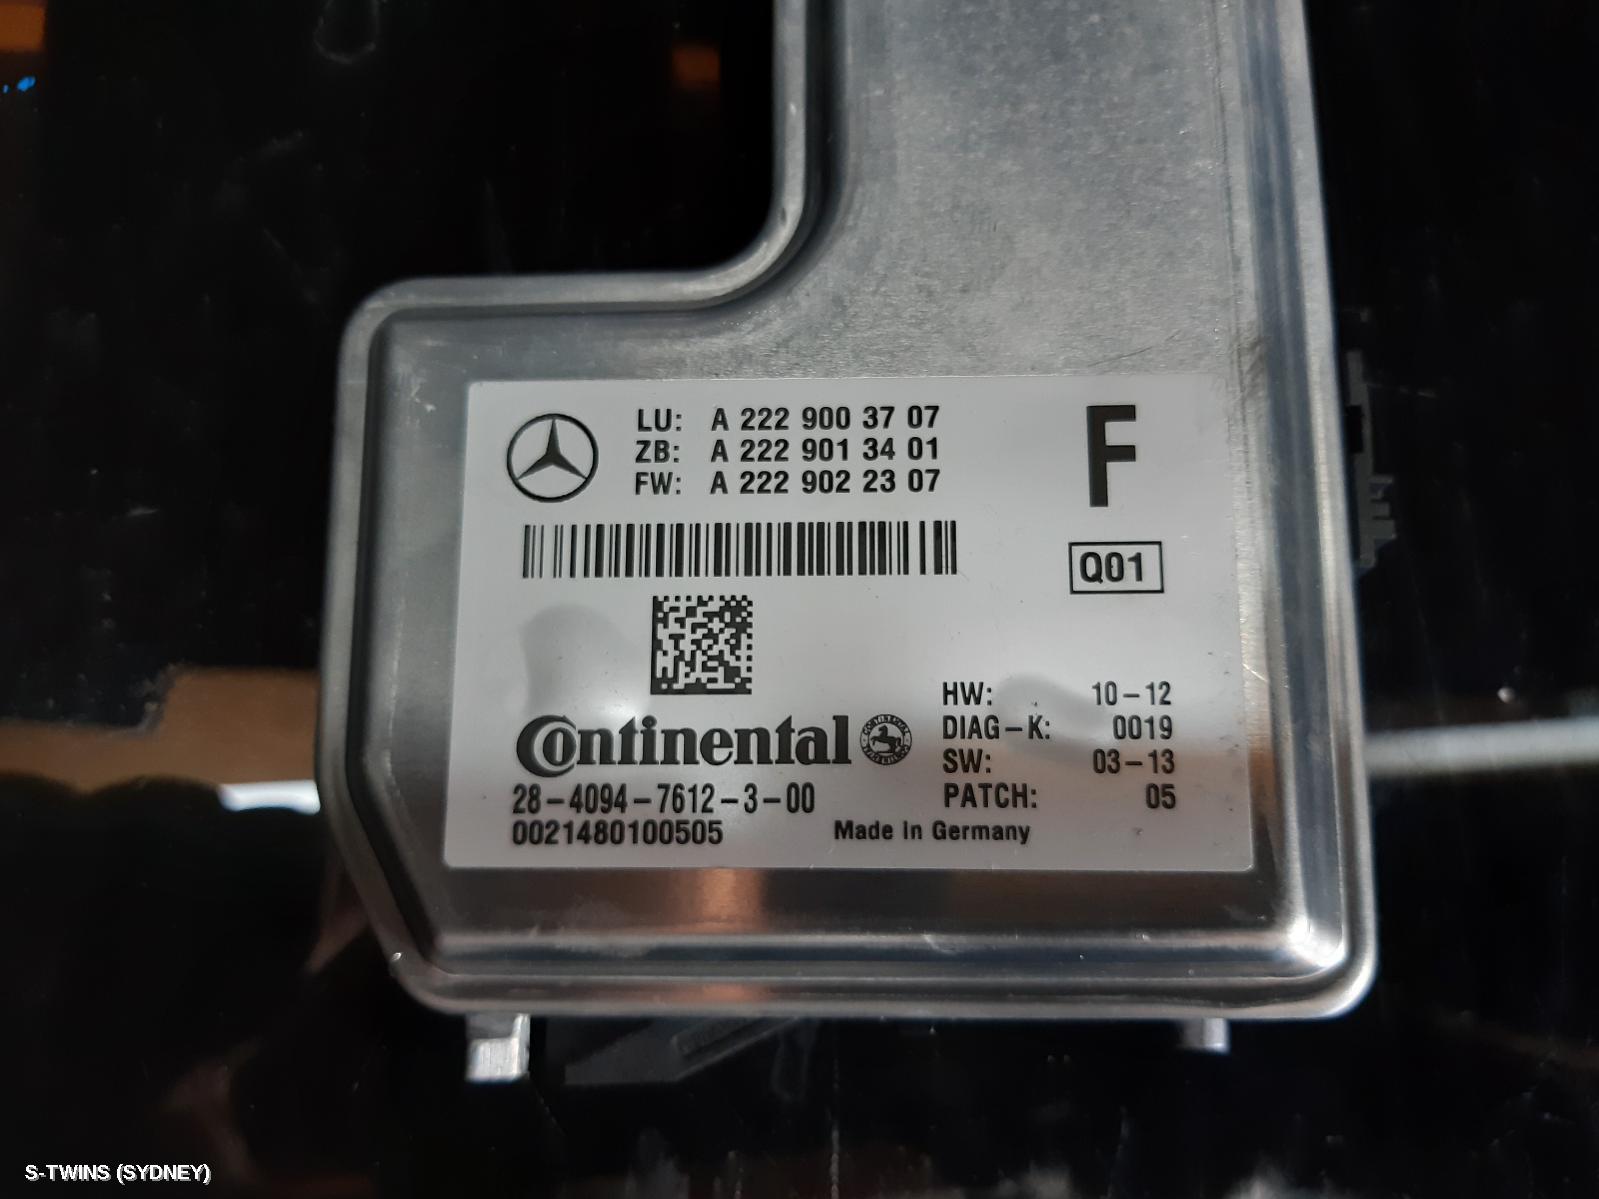 LU: A 222 900 37 07
ZB: A 222 901 34 01
FW: A 222 902 23 07
F
Q01
HW: 10-12
DIAG-K: 0019
SW: 03-13
PATCH: 05
Continental
28-4094-7612-3-00
0021480100505
Made in Germany
S-TWINS (SYDNEY)